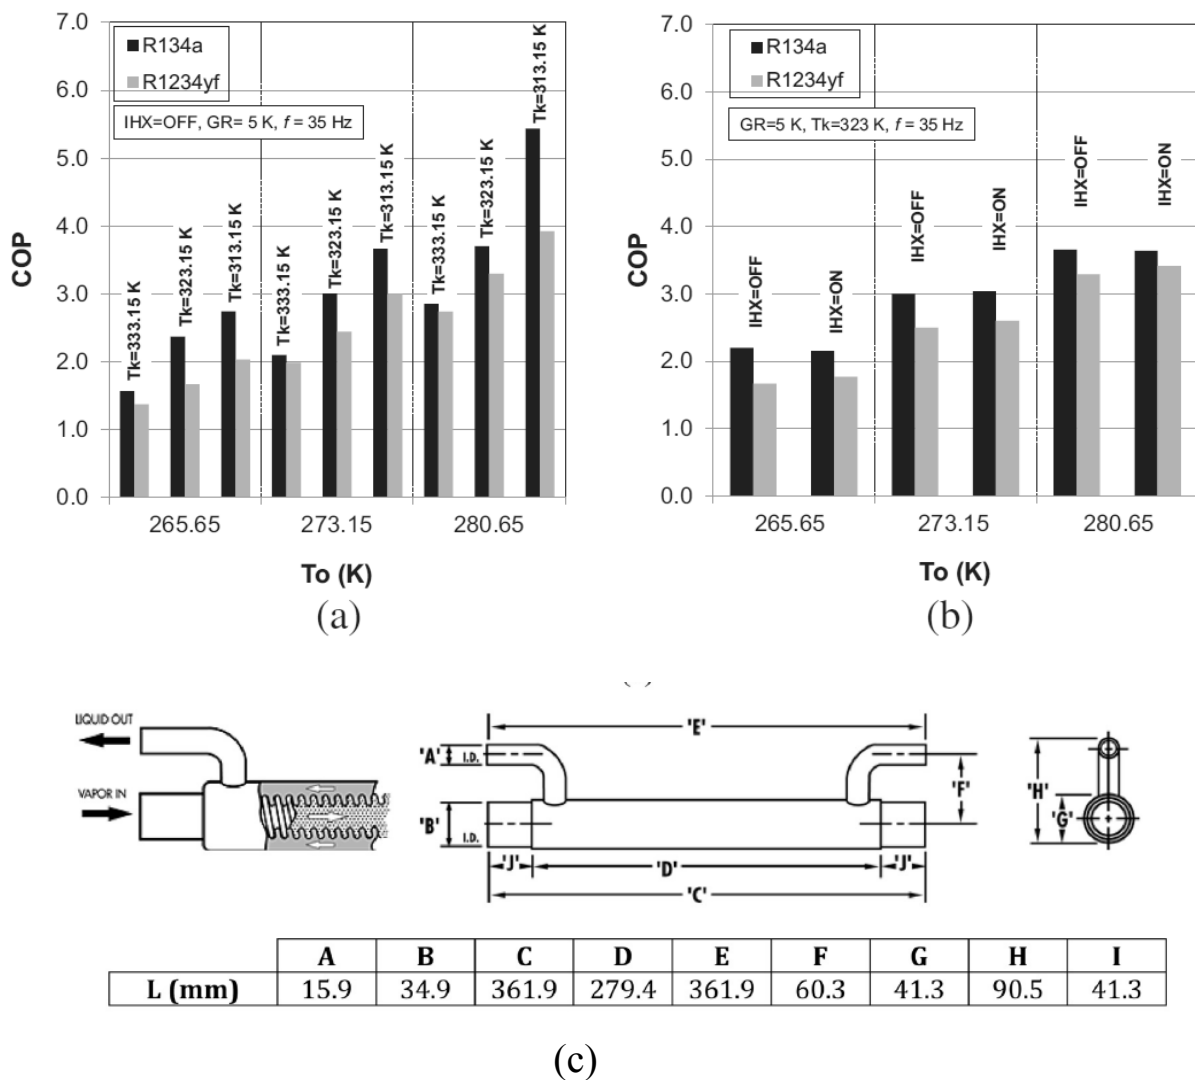 7.0
6.0
5.0
4.0
3.0
2.0
1.0
0.0
COP
R134a
R1234yf
IHX=OFF, GR= 5 K, f = 35 Hz
Tk=333.15 K
Tk=323.15 K
Tk=313.15 K
Tk=333.15 K
Tk=323.15 K
Tk=313.15 K
Tk=333.15 K
Tk=323.15 K
Tk=313.15 K
265.65 273.15 280.65
To (K)
(a)
7.0
6.0
5.0
4.0
3.0
2.0
1.0
0.0
COP
R134a
R1234yf
GR=5 K, Tk=323 K, f = 35 Hz
IHX=OFF
IHX=ON
IHX=OFF
IHX=ON
IHX=OFF
IHX=ON
265.65 273.15 280.65
To (K)
(b)
LIQUID OUT
VAPOR IN
'E'
'A' I.D.
'F'
'B' I.D.
'J' 'D' 'J'
'C'
'H'
'G'
A B C D E F G H I
L (mm) 15.9 34.9 361.9 279.4 361.9 60.3 41.3 90.5 41.3
(c)